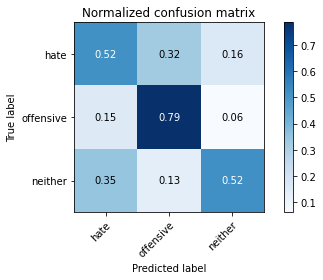 Normalized confusion matrix
True label
hate
offensive
neither
0.52 0.32 0.16
0.15 0.79 0.06
0.35 0.13 0.52
hate
offensive
neither
Predicted label
0.7
0.6
0.5
0.4
0.3
0.2
0.1